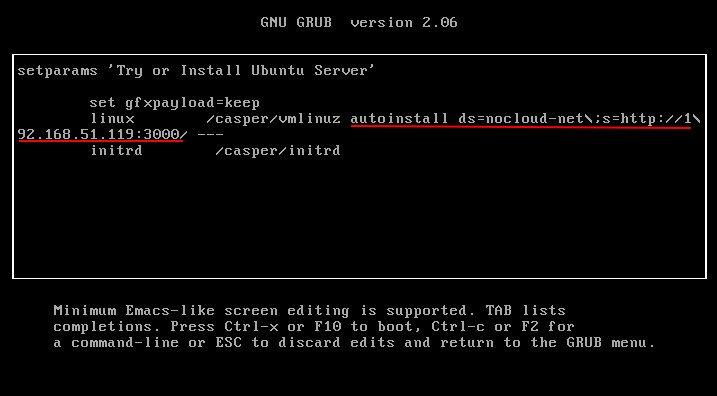 GNU GRUB  version 2.06
setparams 'Try or Install Ubuntu Server'
set gfxpayload=keep
linux        /casper/vmlinuz autoinstall ds=nocloud-net\;s=http://1\
92.168.51.119:3000/ ---
initrd       /casper/initrd
Minimum Emacs-like screen editing is supported. TAB lists
completions. Press Ctrl-x or F10 to boot, Ctrl-c or F2 for
a command-line or ESC to discard edits and return to the GRUB menu.